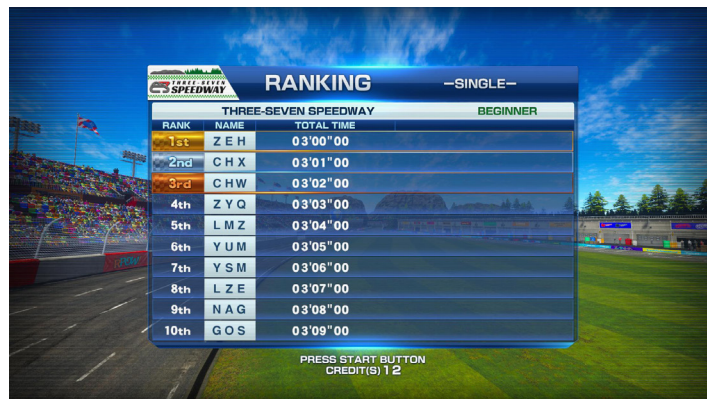 THREE-SEVEN
SPEEDWAY
RANKING
—SINGLE—
THREE-SEVEN SPEEDWAY BEGINNER
RANK NAME TOTAL TIME
1st ZEH 03'00"00
2nd CHX 03'01"00
3rd CHW 03'02"00
4th ZYQ 03'03"00
5th LMZ 03'04"00
6th YUM 03'05"00
7th YSM 03'06"00
8th LZE 03'07"00
9th NAG 03'08"00
10th GOS 03'09"00
PRESS START BUTTON
CREDIT(S) 12